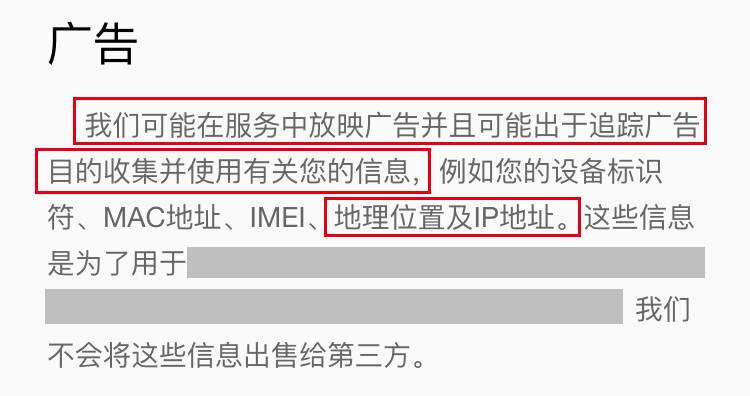 广告
我们可能在服务中放映广告并且可能出于追踪广告
目的收集并使用有关您的信息，例如您的设备标识
符、MAC地址、IMEI、地理位置及IP地址。这些信息
是为了用于
我们
不会将这些信息出售给第三方。